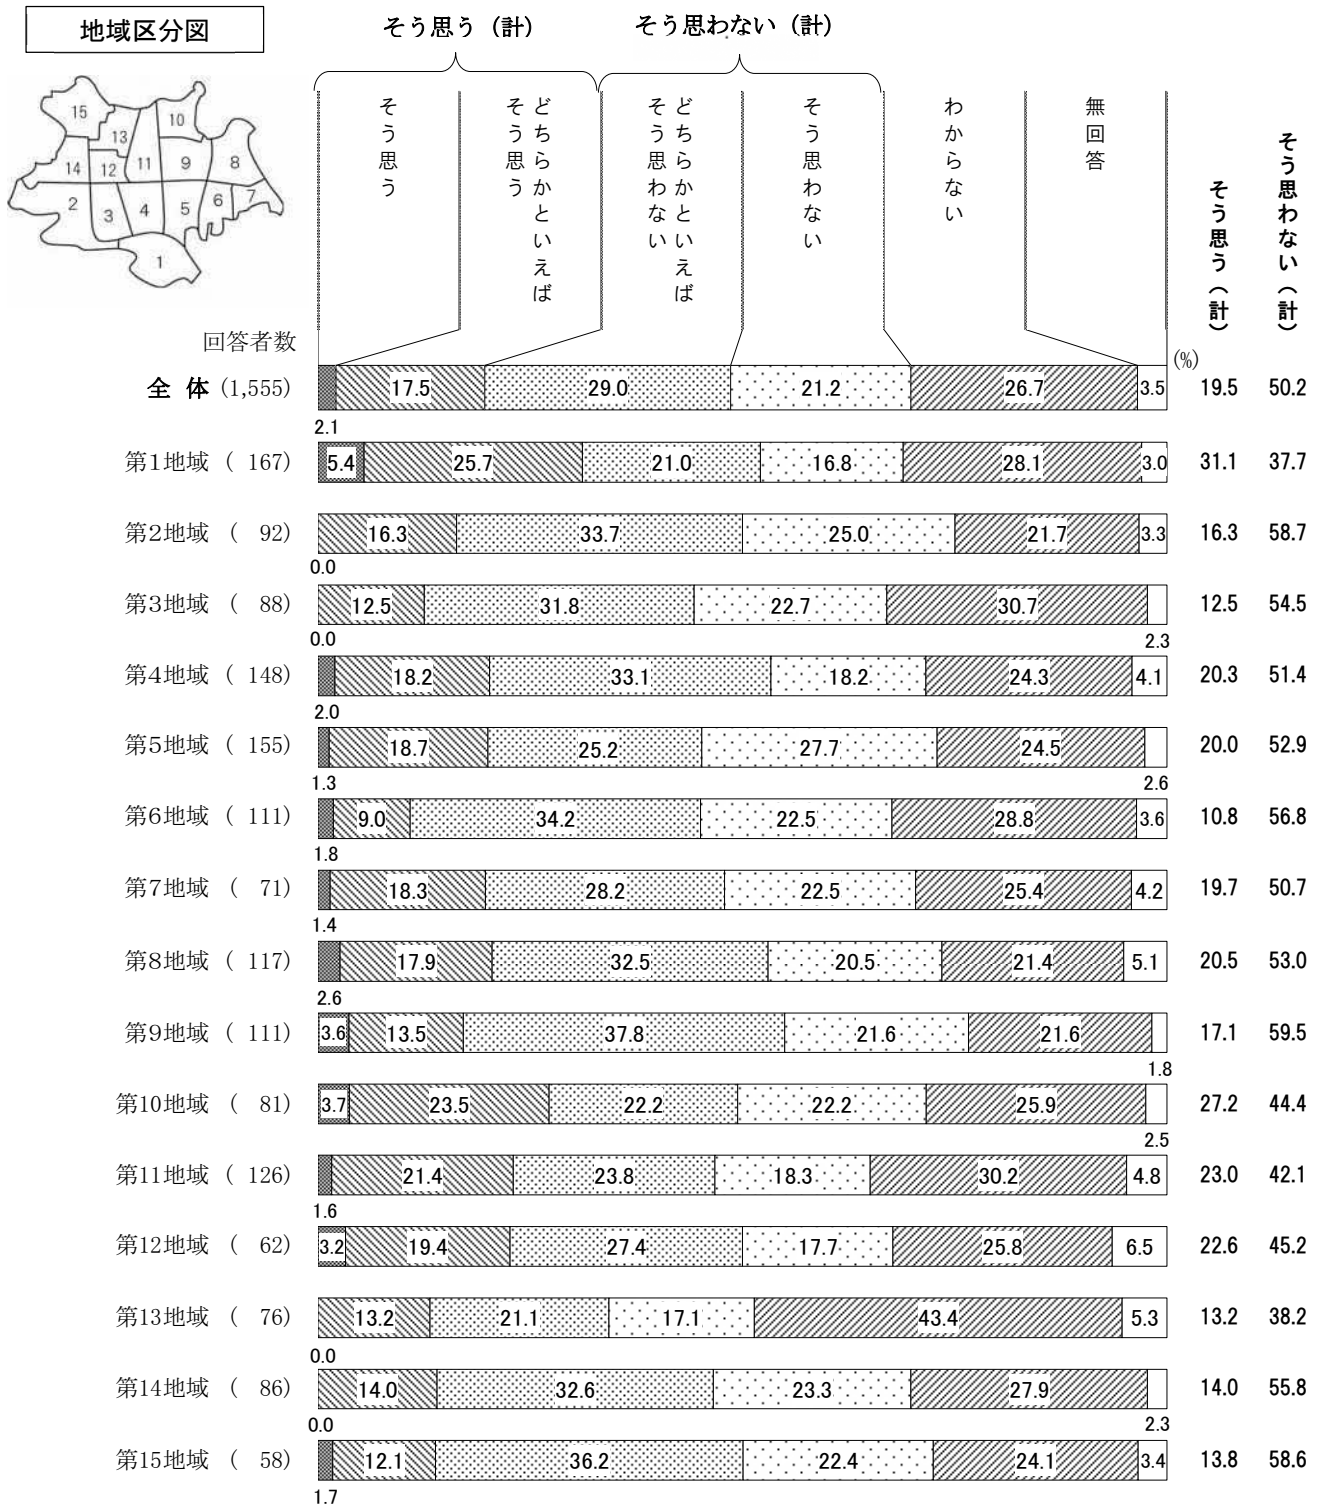 地域区分図
そう思う（計）
そう思わない（計）
15
10
13
14
12
11
9
8
2
3
4
5
6
7
1
そう思う
どちらかといえば
そう思う
どちらかといえば
そう思わない
そう思わない
わからない
無回答
そう思う（計）
そう思わない（計）
回答者数
(%)
全 体 (1,555) 17.5 29.0 21.2 26.7 3.5 19.5 50.2
2.1
第1地域 ( 167) 5.4 25.7 21.0 16.8 28.1 3.0 31.1 37.7
第2地域 ( 92) 16.3 33.7 25.0 21.7 3.3 16.3 58.7
0.0
第3地域 ( 88) 12.5 31.8 22.7 30.7 12.5 54.5
0.0 2.3
第4地域 ( 148) 18.2 33.1 18.2 24.3 4.1 20.3 51.4
2.0
第5地域 ( 155) 18.7 25.2 27.7 24.5 20.0 52.9
1.3 2.6
第6地域 ( 111) 9.0 34.2 22.5 28.8 3.6 10.8 56.8
1.8
第7地域 ( 71) 18.3 28.2 22.5 25.4 4.2 19.7 50.7
1.4
第8地域 ( 117) 17.9 32.5 20.5 21.4 5.1 20.5 53.0
2.6
第9地域 ( 111) 3.6 13.5 37.8 21.6 21.6 17.1 59.5
1.8
第10地域 ( 81) 3.7 23.5 22.2 22.2 25.9 27.2 44.4
2.5
第11地域 ( 126) 21.4 23.8 18.3 30.2 4.8 23.0 42.1
1.6
第12地域 ( 62) 3.2 19.4 27.4 17.7 25.8 6.5 22.6 45.2
第13地域 ( 76) 13.2 21.1 17.1 43.4 5.3 13.2 38.2
0.0
第14地域 ( 86) 14.0 32.6 23.3 27.9 14.0 55.8
0.0 2.3
第15地域 ( 58) 12.1 36.2 22.4 24.1 3.4 13.8 58.6
1.7